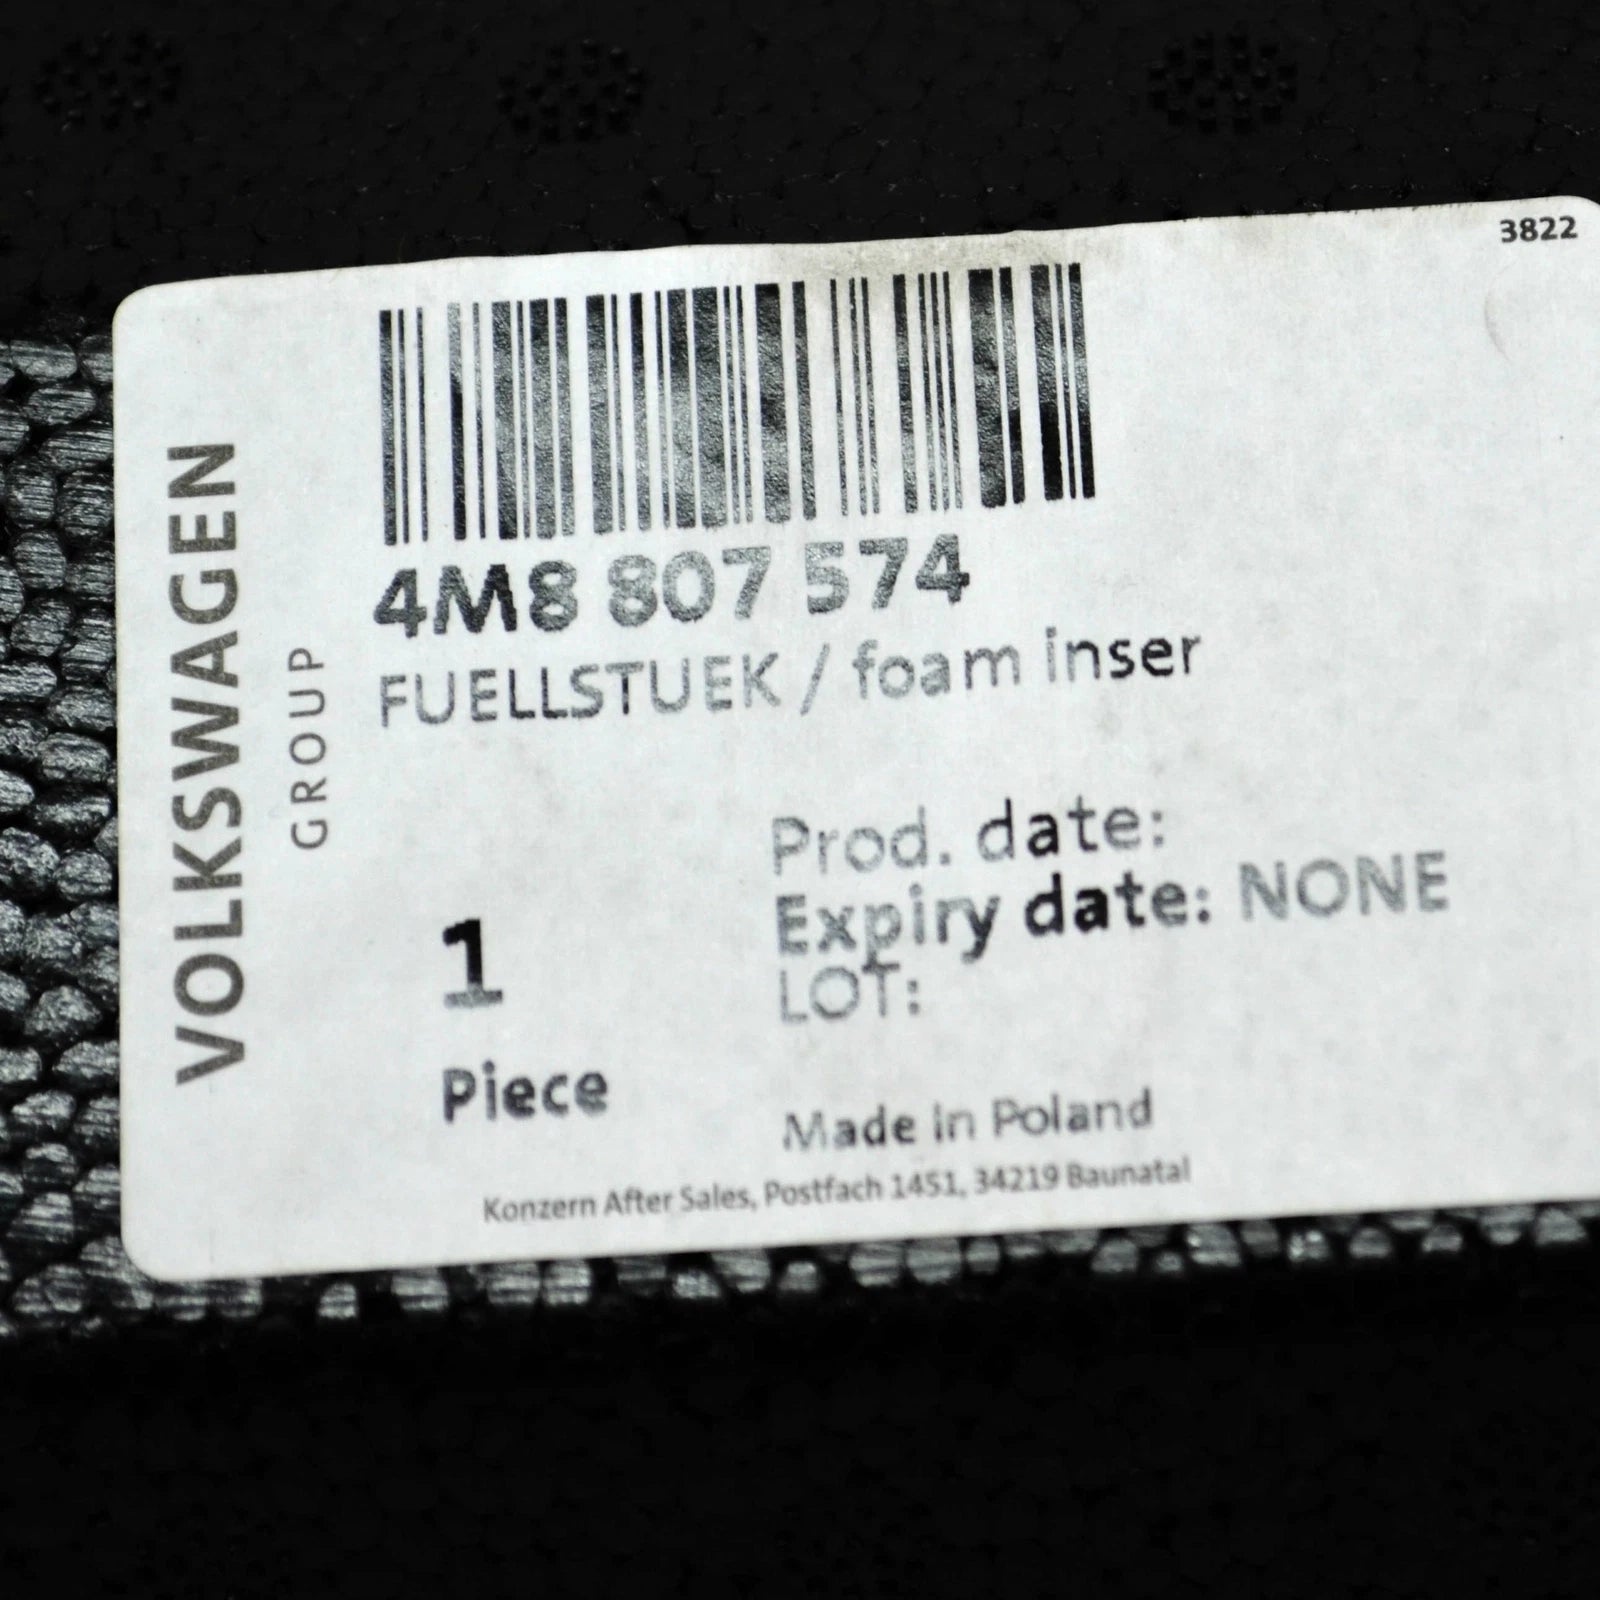 3822
VOLKSWAGEN
GROUP
4M8 807 574
FUELLSTUEK / foam inser
Prod. date:
Expiry date: NONE
LOT:
1
Piece
Made in Poland
Konzern After Sales, Postfach 1451, 34219 Baunatal